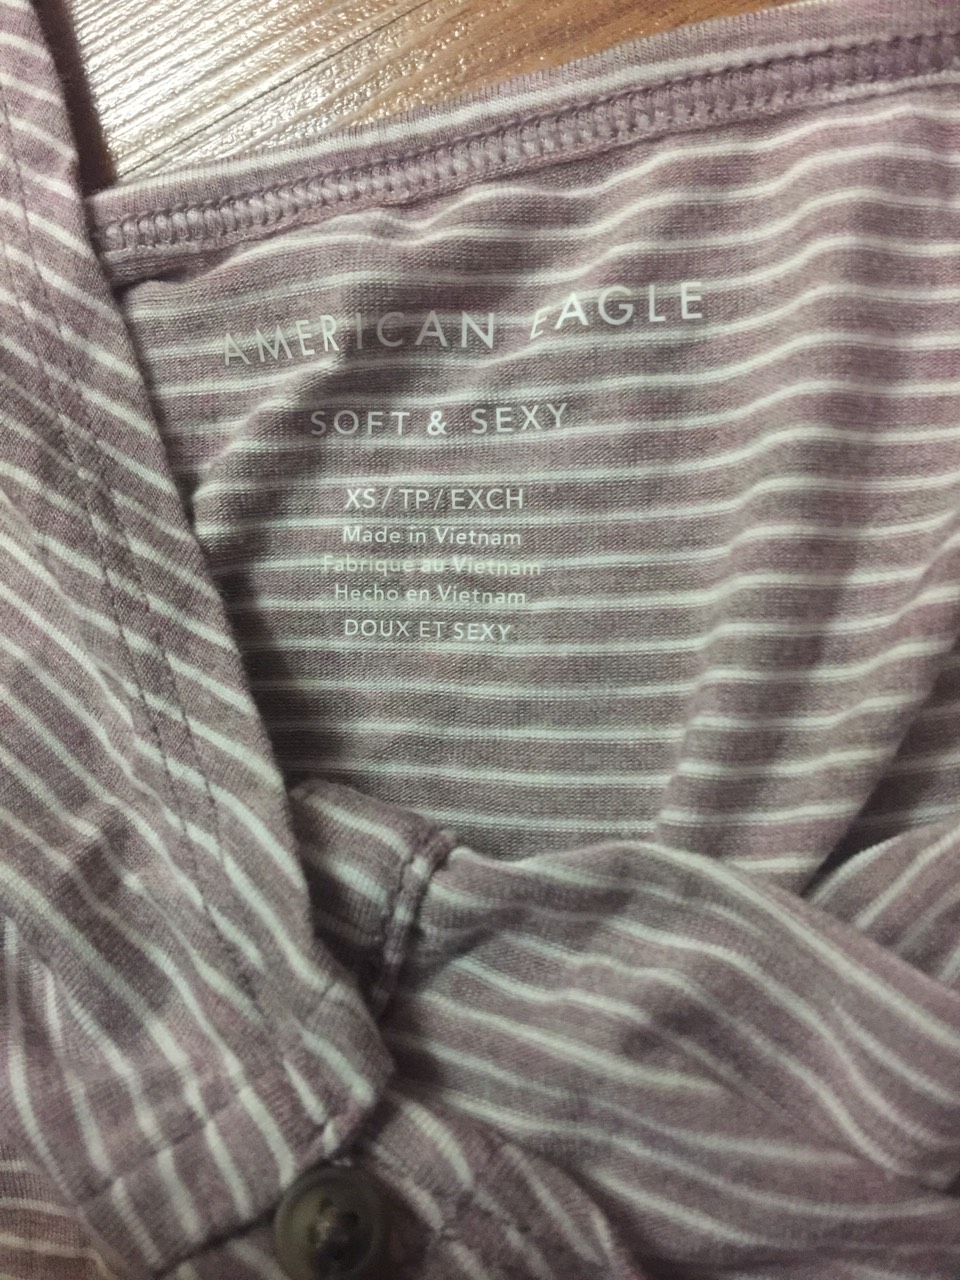 AMERICAN EAGLE
SOFT & SEXY
XS/TP/EXCH
Made in Vietnam
Fabrique au Vietnam
Hecho en Vietnam
DOUX ET SEXY